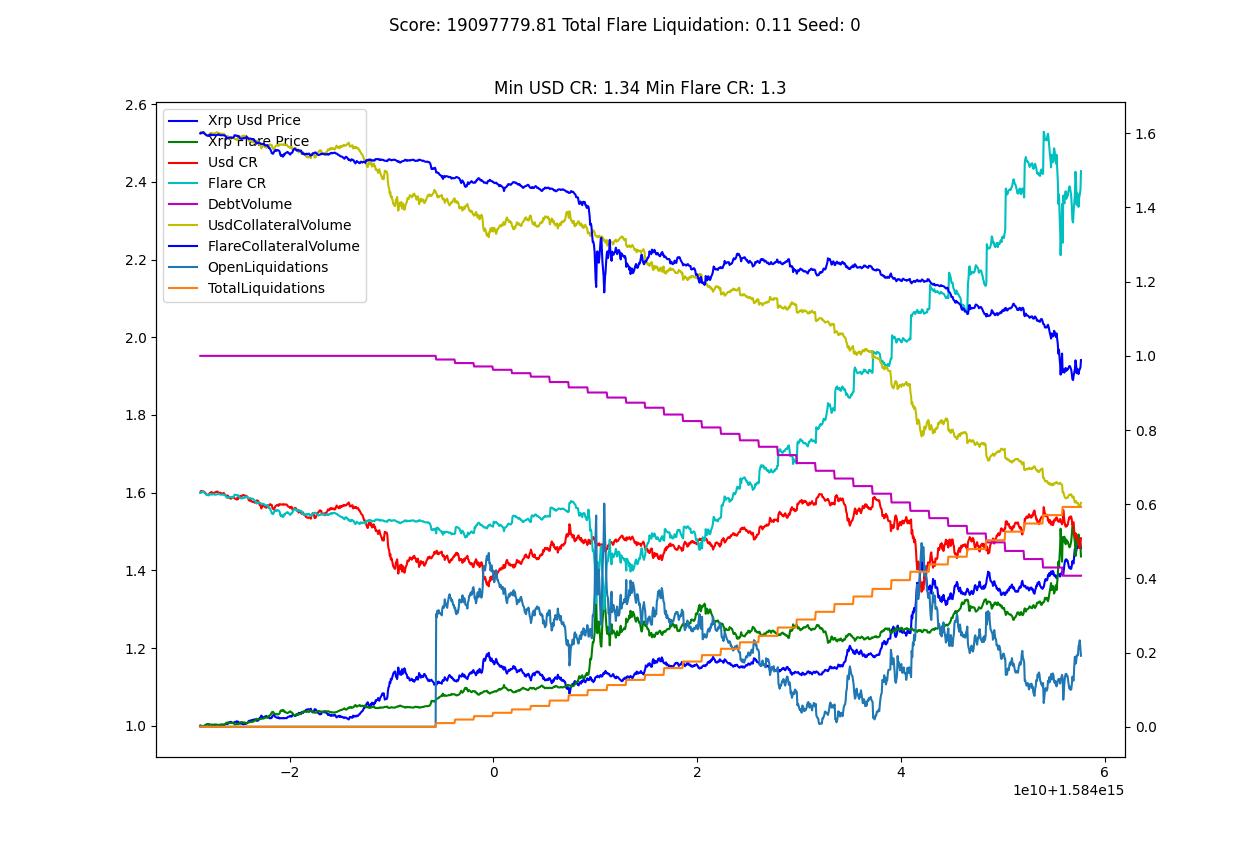 Score: 19097779.81 Total Flare Liquidation: 0.11 Seed: 0
Min USD CR: 1.34 Min Flare CR: 1.3
Xrp Usd Price
Xrp Flare Price
Usd CR
Flare CR
DebtVolume
UsdCollateralVolume
FlareCollateralVolume
OpenLiquidations
TotalLiquidations
2.6
2.4
2.2
2.0
1.8
1.6
1.4
1.2
1.0
1.6
1.4
1.2
1.0
0.8
0.6
0.4
0.2
0.0
−2 0 2 4 6
1e10+1.584e15